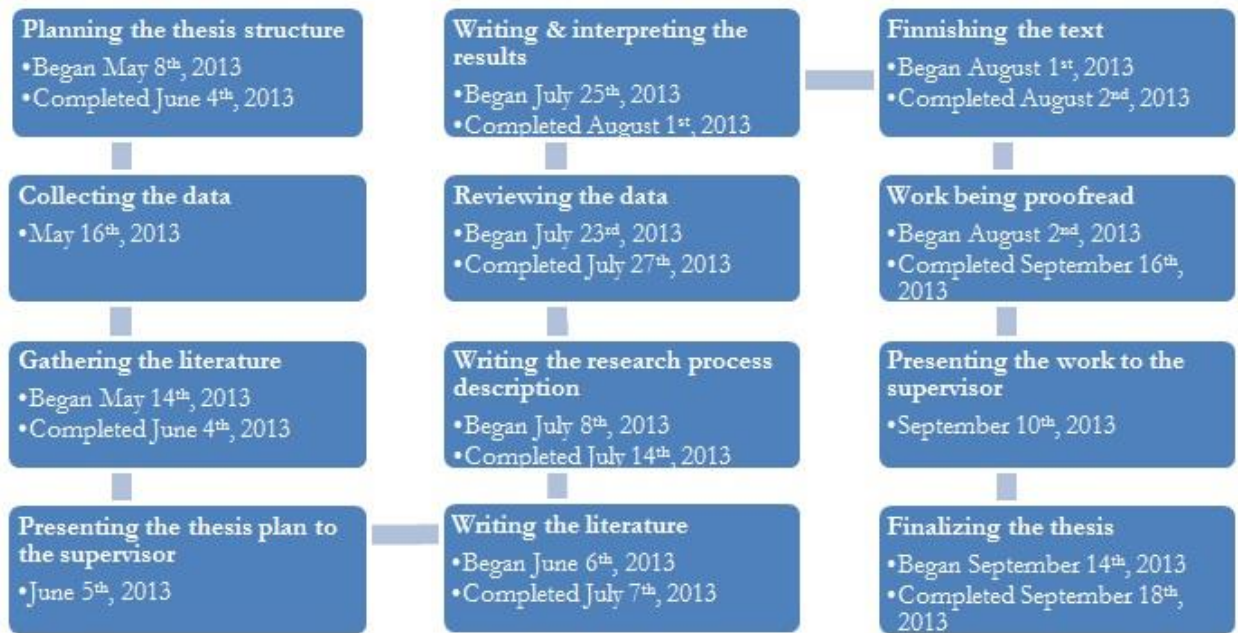 Planning the thesis structure
•Began May 8th, 2013
•Completed June 4th, 2013
Collecting the data
•May 16th, 2013
Gathering the literature
•Began May 14th, 2013
•Completed June 4th, 2013
Presenting the thesis plan to
the supervisor
•June 5th, 2013
Writing the literature
•Began June 6th, 2013
•Completed July 7th, 2013
Writing the research process
description
•Began July 8th, 2013
•Completed July 14th, 2013
Reviewing the data
•Began July 23rd, 2013
•Completed July 27th, 2013
Writing & interpreting the
results
•Began July 25th, 2013
•Completed August 1st, 2013
Finnishing the text
•Began August 1st, 2013
•Completed August 2nd, 2013
Work being proofread
•Began August 2nd, 2013
•Completed September 16th,
2013
Presenting the work to the
supervisor
•September 10th, 2013
Finalizing the thesis
•Began September 14th, 2013
•Completed September 18th,
2013